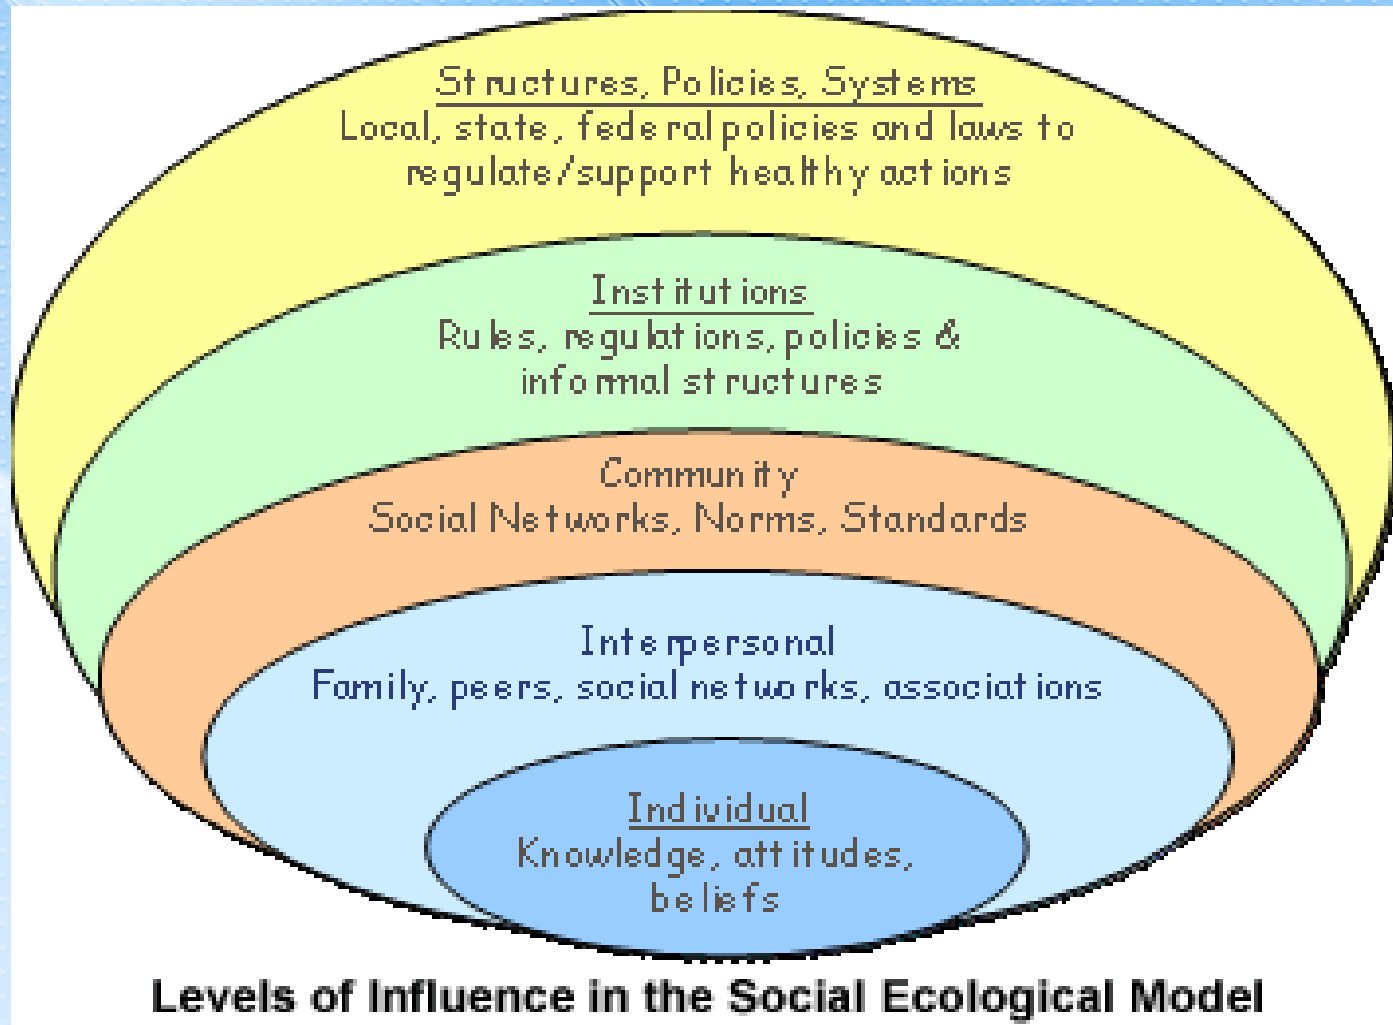 Structures, Policies, Systems
Local, state, federal policies and laws to
regulate/support healthy actions
Institutions
Rules, regulations, policies &
informal structures
Community
Social Networks, Norms, Standards
Interpersonal
Family, peers, social networks, associations
Individual
Knowledge, attitudes,
beliefs
Levels of Influence in the Social Ecological Model